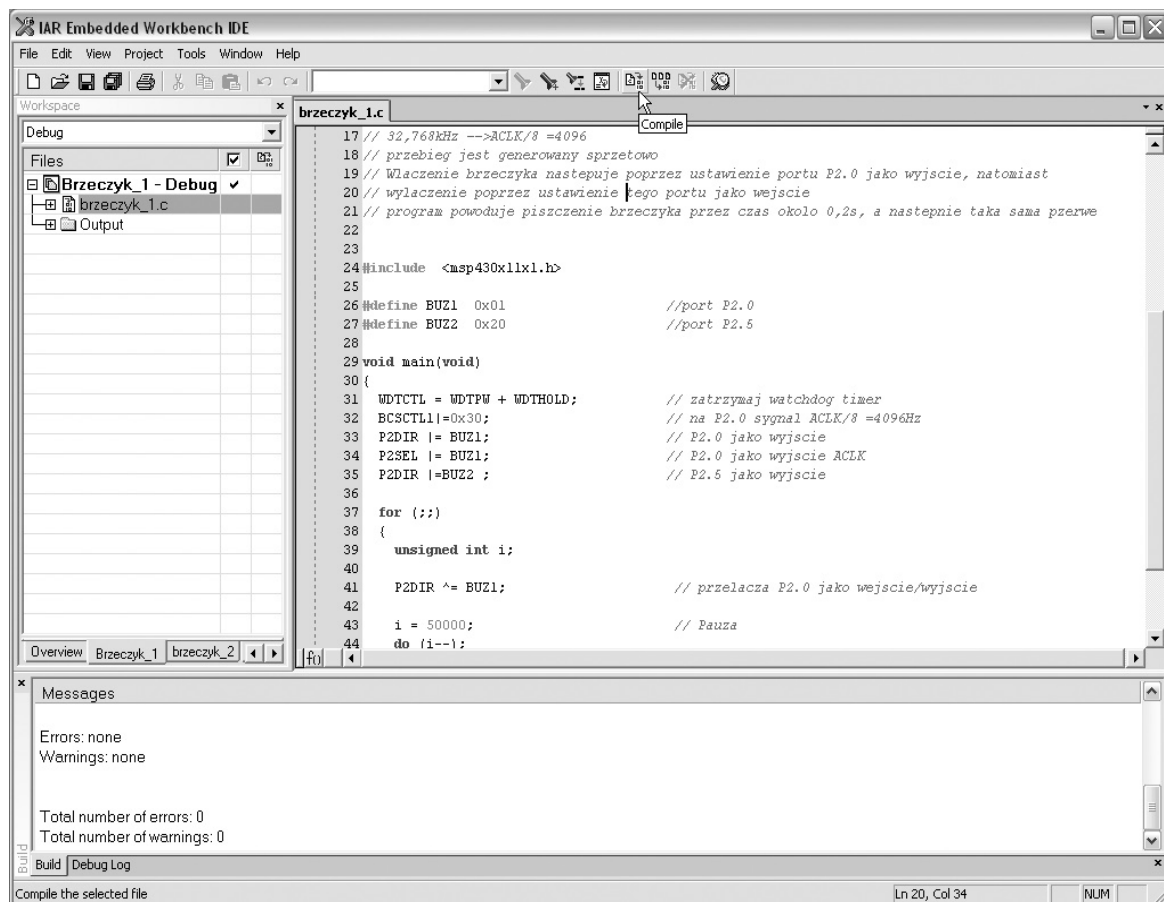 IAR Embedded Workbench IDE
File Edit View Project Tools Window Help
Workspace
Debug
Files
Brzeczyk_1 - Debug
brzeczyk_1.c
Output
Overview Brzeczyk_1 brzeczyk_2
brzeczyk_1.c
Compile
17 // 32,768kHz -->ACLK/8 =4096
18 // przebieg jest generowany sprzetowo
19 // Wlaczenie brzeczyka nastepuje poprzez ustawienie portu P2.0 jako wyjscie, natomiast
20 // wylaczenie poprzez ustawienie tego portu jako wejscie
21 // program powoduje piszczenie brzeczyka przez czas okolo 0,2s, a nastepnie taka sama pzerwe
22
23
24 #include <msp430x11x1.h>
25
26 #define BUZ1 0x01 //port P2.0
27 #define BUZ2 0x20 //port P2.5
28
29 void main(void)
30 {
31 WDTCTL = WDTPW + WDTHOLD; // zatrzymaj watchdog timer
32 BCSCTL1|=0x30; // na P2.0 sygnal ACLK/8 =4096Hz
33 P2DIR |= BUZ1; // P2.0 jako wyjscie
34 P2SEL |= BUZ1; // P2.0 jako wyjscie ACLK
35 P2DIR |=BUZ2 ; // P2.5 jako wyjscie
36
37 for (;;)
38 {
39 unsigned int i;
40
41 P2DIR ^= BUZ1; // przelacza P2.0 jako wejscie/wyjscie
42
43 i = 50000; // Pauza
44 do (i--);
f()
Messages
Errors: none
Warnings: none
Total number of errors: 0
Total number of warnings: 0
Build
Build Debug Log
Compile the selected file
Ln 20, Col 34
NUM